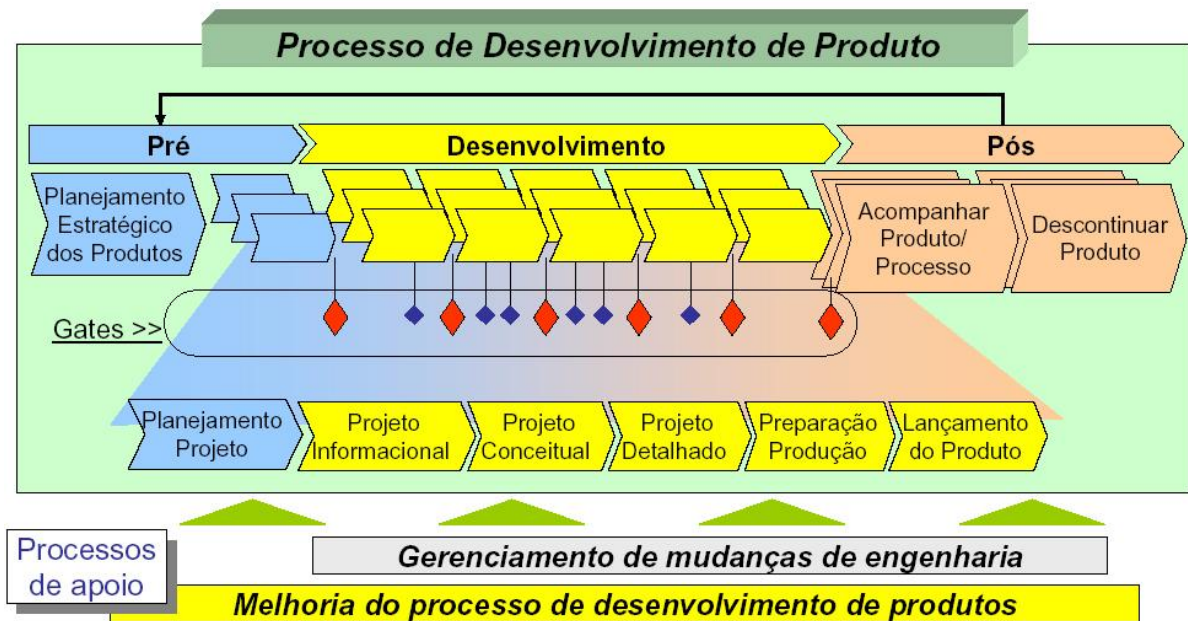 Processo de Desenvolvimento de Produto
Pré
Desenvolvimento
Pós
Planejamento
Estratégico
dos Produtos
Acompanhar
Produto/
Processo
Descontinuar
Produto
Gates >>
Planejamento
Projeto
Projeto
Informacional
Projeto
Conceitual
Projeto
Detalhado
Preparação
Produção
Lançamento
do Produto
Processos
de apoio
Gerenciamento de mudanças de engenharia
Melhoria do processo de desenvolvimento de produtos